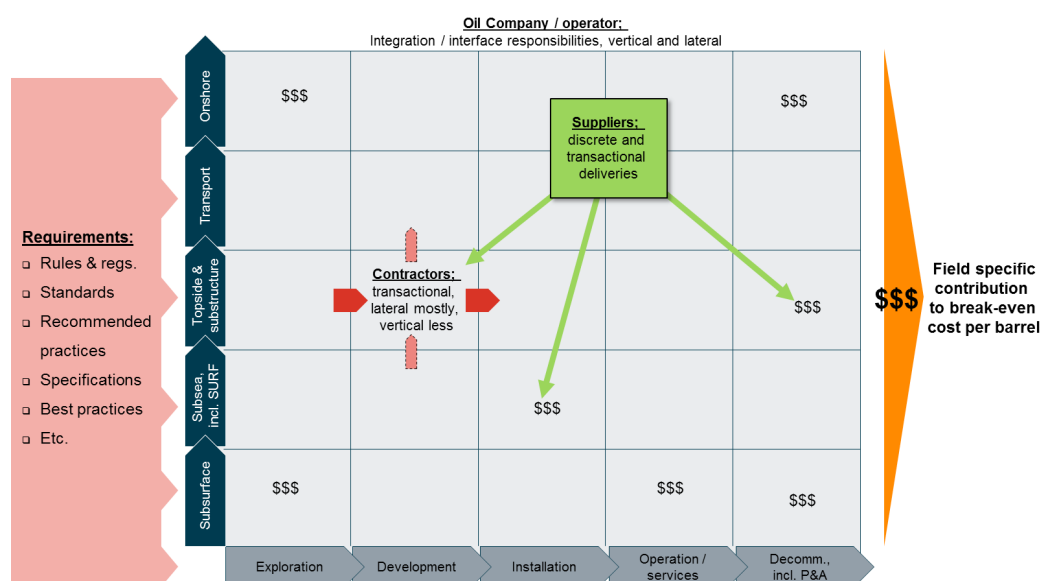 Oil Company / operator;
Integration / interface responsibilities, vertical and lateral
Requirements:
Rules & regs.
Standards
Recommended
practices
Specifications
Best practices
Etc.
Onshore
Transport
Topside &
substructure
Subsea,
incl. SURF
Subsurface
$$$
$$$
Suppliers;
discrete and
transactional
deliveries
Contractors;
transactional,
lateral mostly,
vertical less
$$$
$$$
$$$
$$$
$$$
Exploration
Development
Installation
Operation /
services
Decomm.,
incl. P&A
$$$
Field specific
contribution
to break-even
cost per barrel